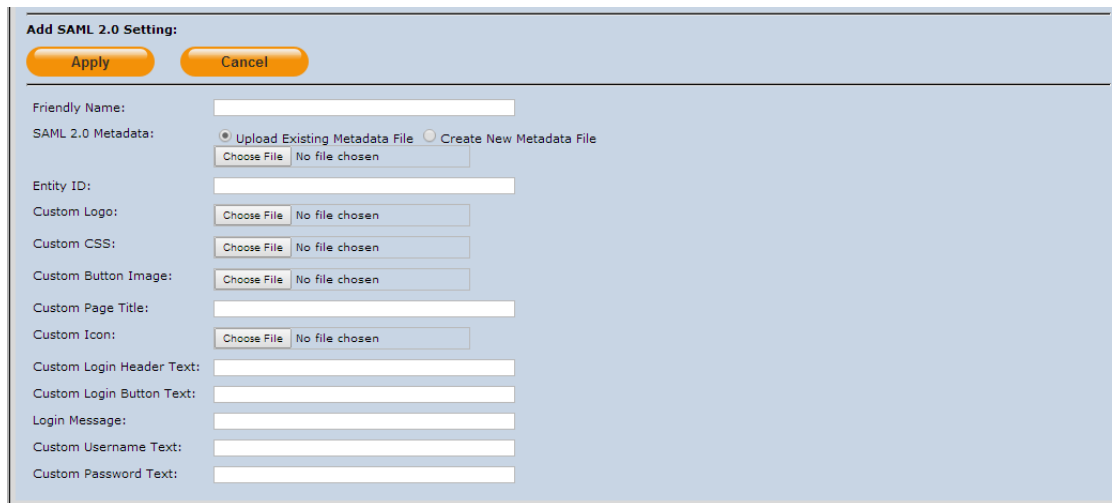 Add SAML 2.0 Setting:
Apply Cancel
Friendly Name:
SAML 2.0 Metadata: Upload Existing Metadata File Create New Metadata File
Choose File No file chosen
Entity ID:
Custom Logo: Choose File No file chosen
Custom CSS: Choose File No file chosen
Custom Button Image: Choose File No file chosen
Custom Page Title:
Custom Icon: Choose File No file chosen
Custom Login Header Text:
Custom Login Button Text:
Login Message:
Custom Username Text:
Custom Password Text: